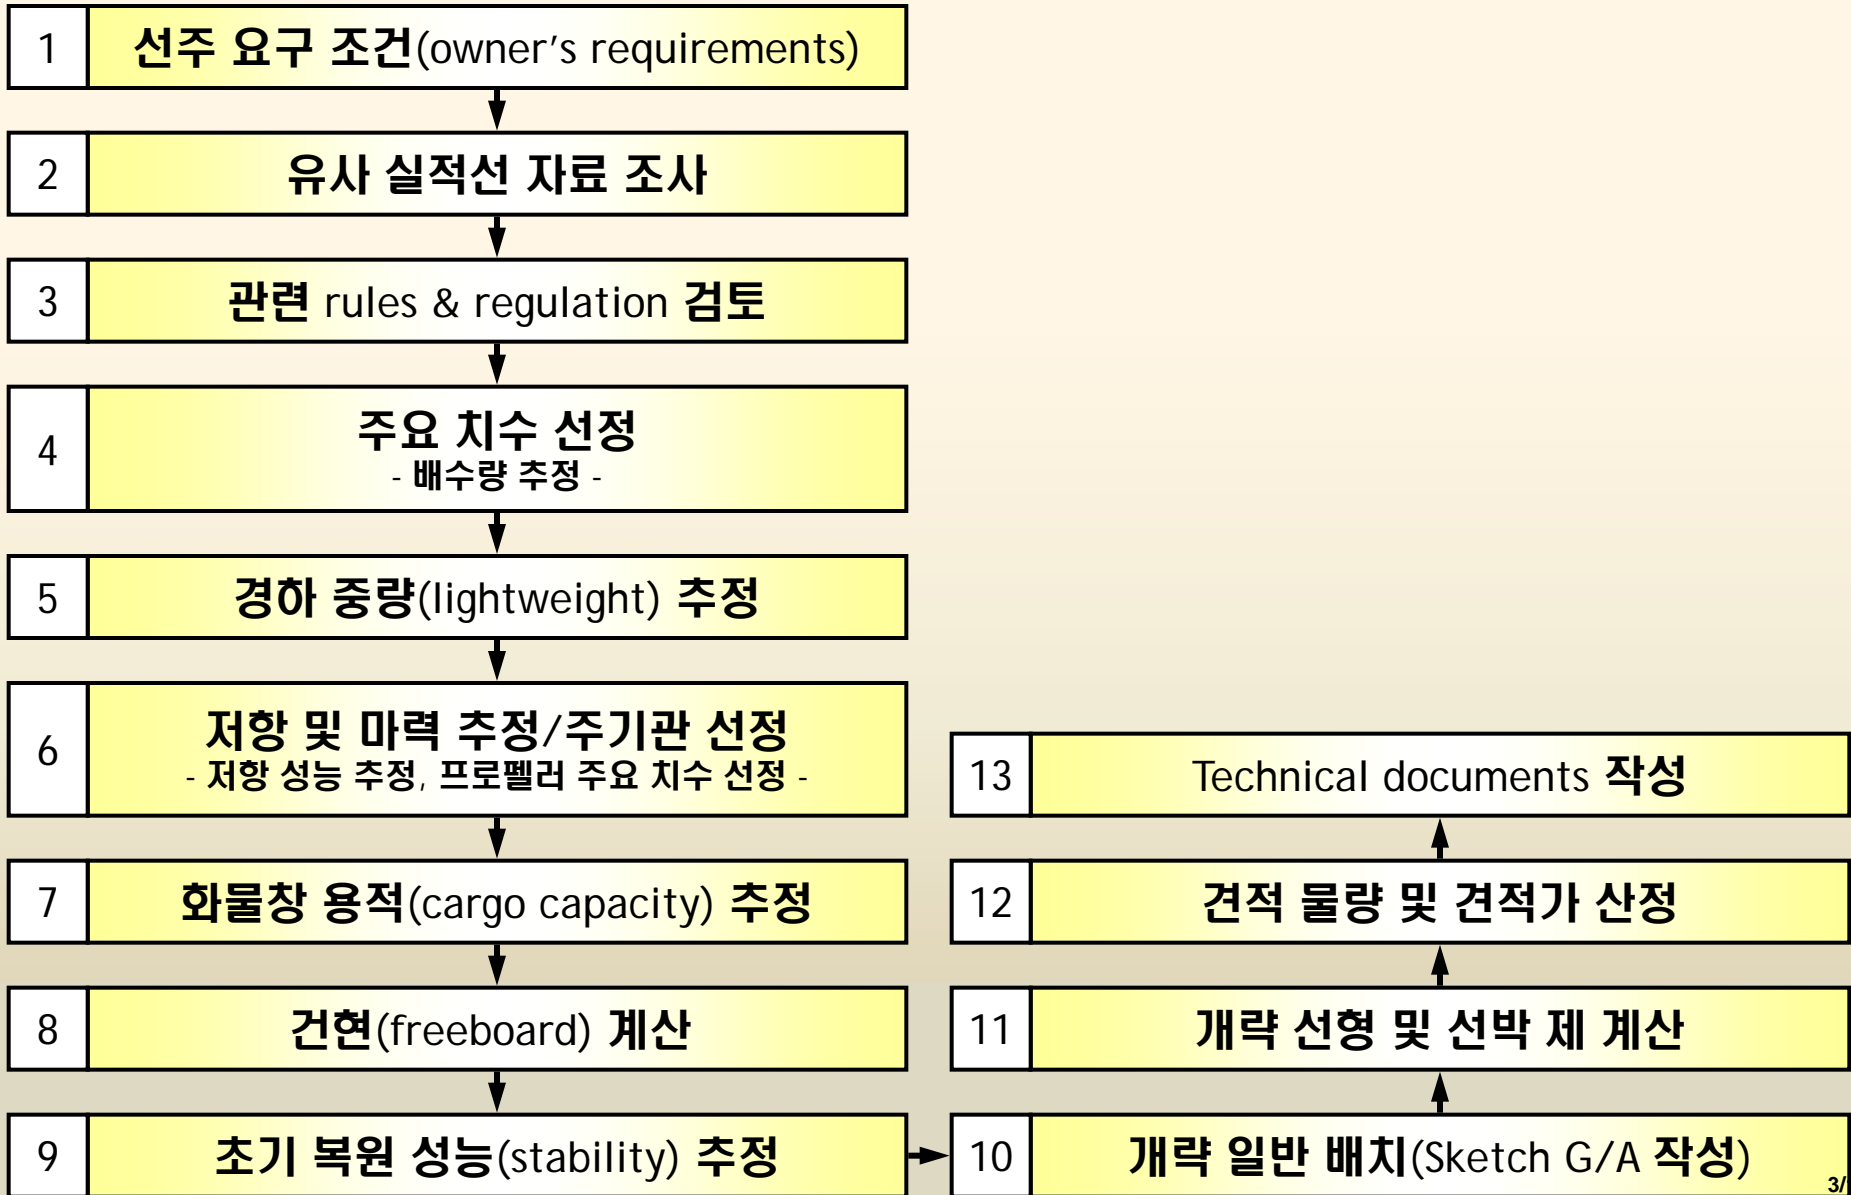 1 선주 요구 조건(owner's requirements)
2 유사 실적선 자료 조사
3 관련 rules & regulation 검토
4 주요 치수 선정
- 배수량 추정 -
5 경하 중량(lightweight) 추정
6 저항 및 마력 추정/주기관 선정
- 저항 성능 추정, 프로펠러 주요 치수 선정 -
7 화물창 용적(cargo capacity) 추정
8 건현(freeboard) 계산
9 초기 복원 성능(stability) 추정
10 개략 일반 배치(Sketch G/A 작성)
11 개략 선형 및 선박 제 계산
12 견적 물량 및 견적가 산정
13 Technical documents 작성
3/